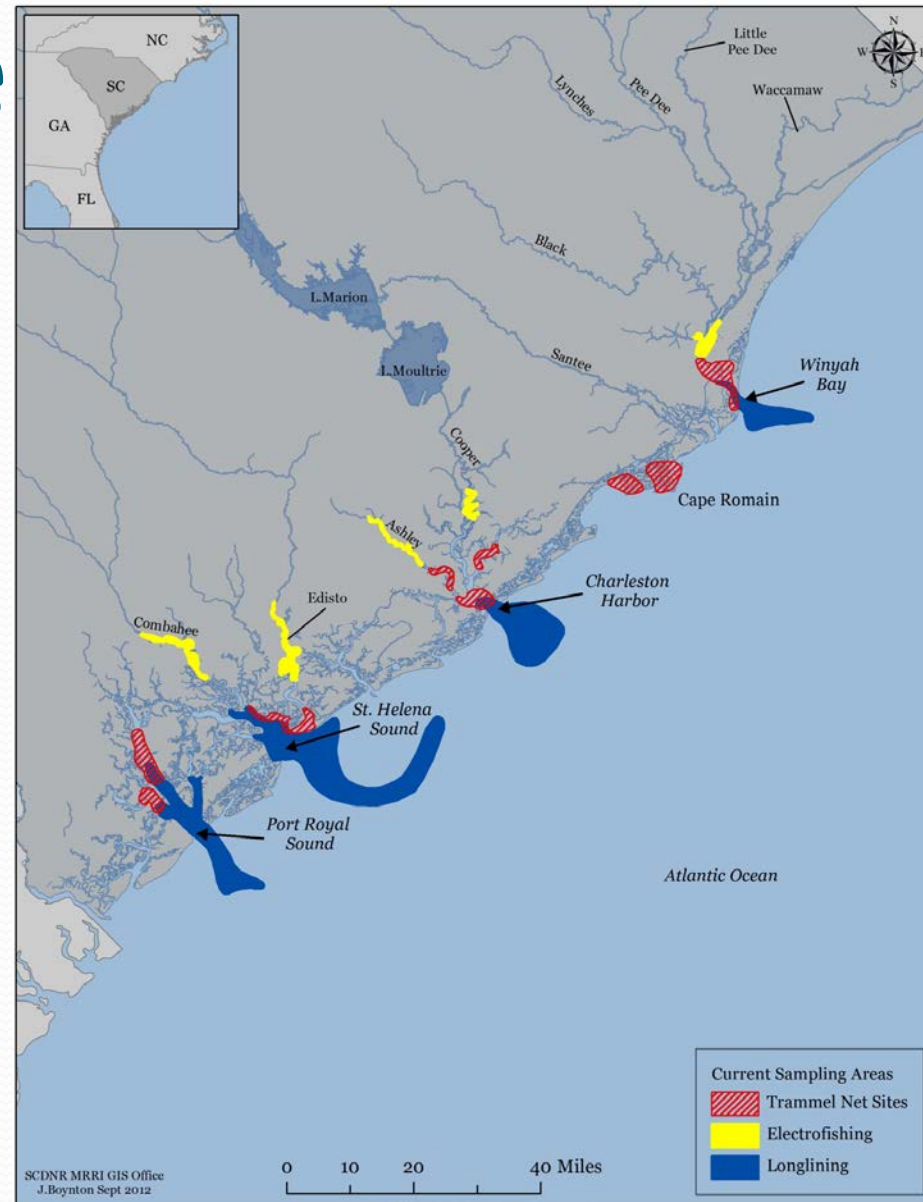 NC
SC
GA
FL
N
W
S
Little
Pee Dee
Pee Dee
Lynches
Waccamaw
Black
L.Marion
Santee
L.Moultrie
Winyah
Bay
Cooper
Cape Romain
Ashley
Charleston
Harbor
Edisto
Combahee
St. Helena
Sound
Port Royal
Sound
Atlantic Ocean
Current Sampling Areas
Trammel Net Sites
Electrofishing
Longlining
SCDNR MRRI GIS Office
J.Boynton Sept 2012
0 10 20 40 Miles